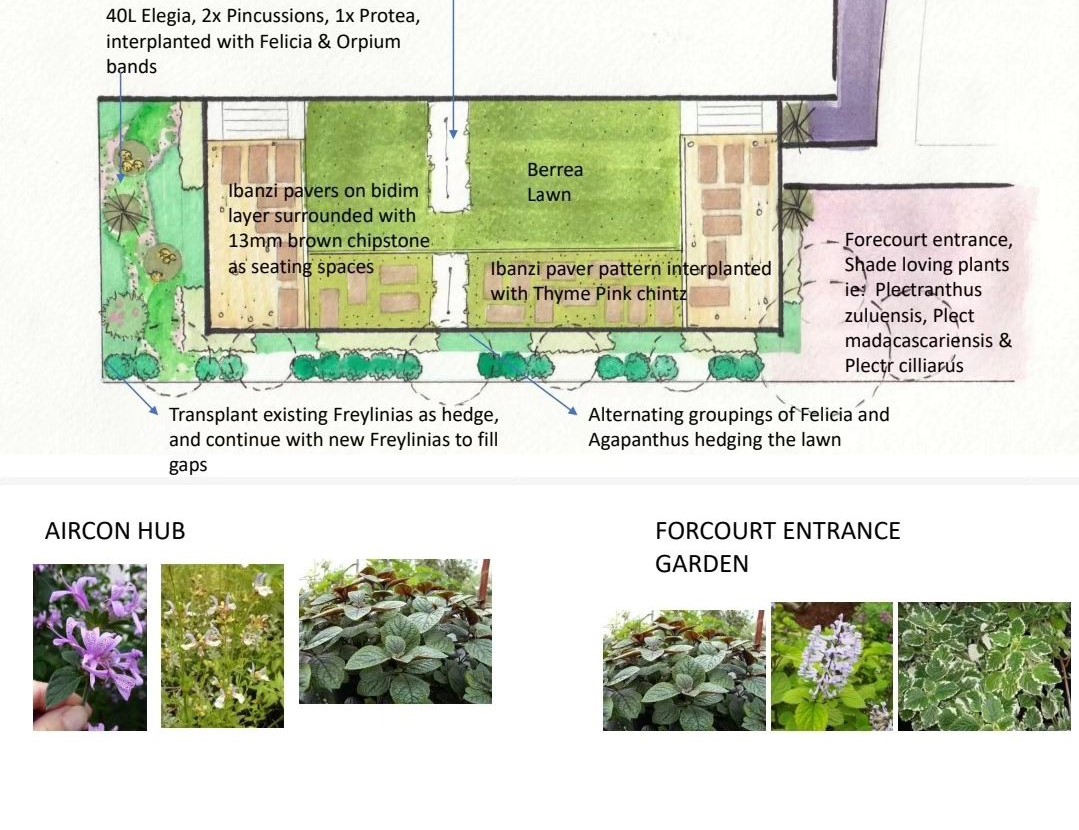 40L Elegia, 2x Pincussions, 1x Protea,
interplanted with Felicia & Orpium
bands
Berrea
Lawn
Ibanzi pavers on bidim
layer surrounded with
13mm brown chipstone
as seating spaces
Ibanzi paver pattern interplanted
with Thyme Pink chintz
Forecourt entrance,
Shade loving plants
ie: Plectranthus
zuluensis, Plect
madacascariensis &
Plectr cilliarus
Transplant existing Freylinias as hedge,
and continue with new Freylinias to fill
gaps
Alternating groupings of Felicia and
Agapanthus hedging the lawn
AIRCON HUB
FORCOURT ENTRANCE
GARDEN